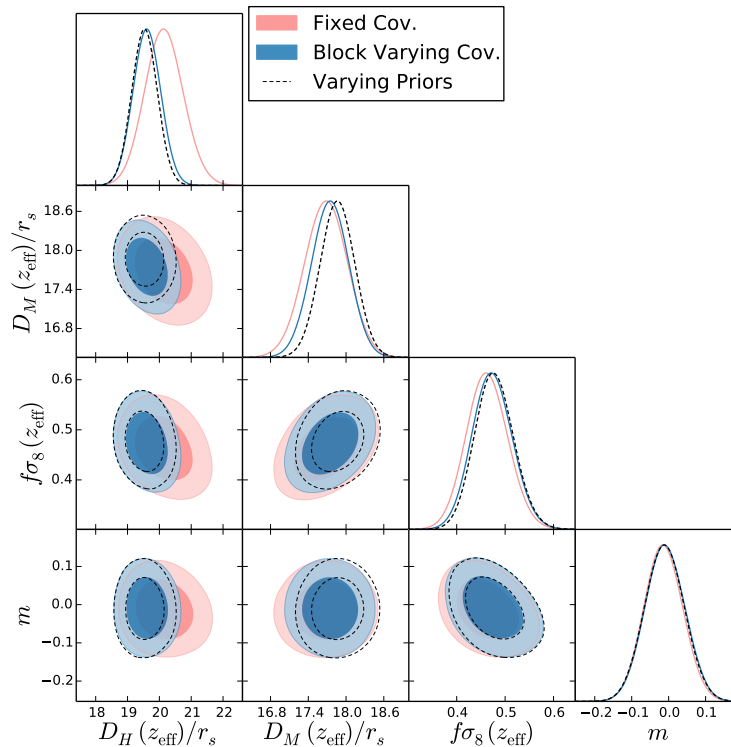 Fixed Cov.
Block Varying Cov.
Varying Priors
18.6
18.0
17.4
16.8
D_M(z_eff)/r_s
0.6
0.5
0.4
fσ_8(z_eff)
0.1
0.0
−0.1
−0.2
m
18 19 20 21 22
16.8 17.4 18.0 18.6
0.4 0.5 0.6
−0.2 −0.1 0.0 0.1
D_H(z_eff)/r_s
D_M(z_eff)/r_s
fσ_8(z_eff)
m